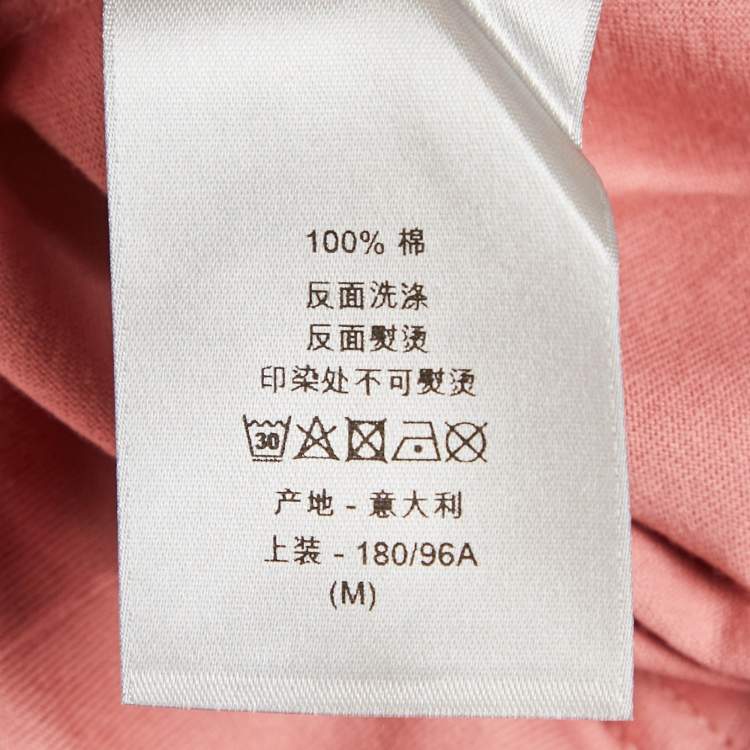 100% 棉
反面洗涤
反面熨烫
印染处不可熨烫
30
产地 - 意大利
上装 - 180/96A
(M)